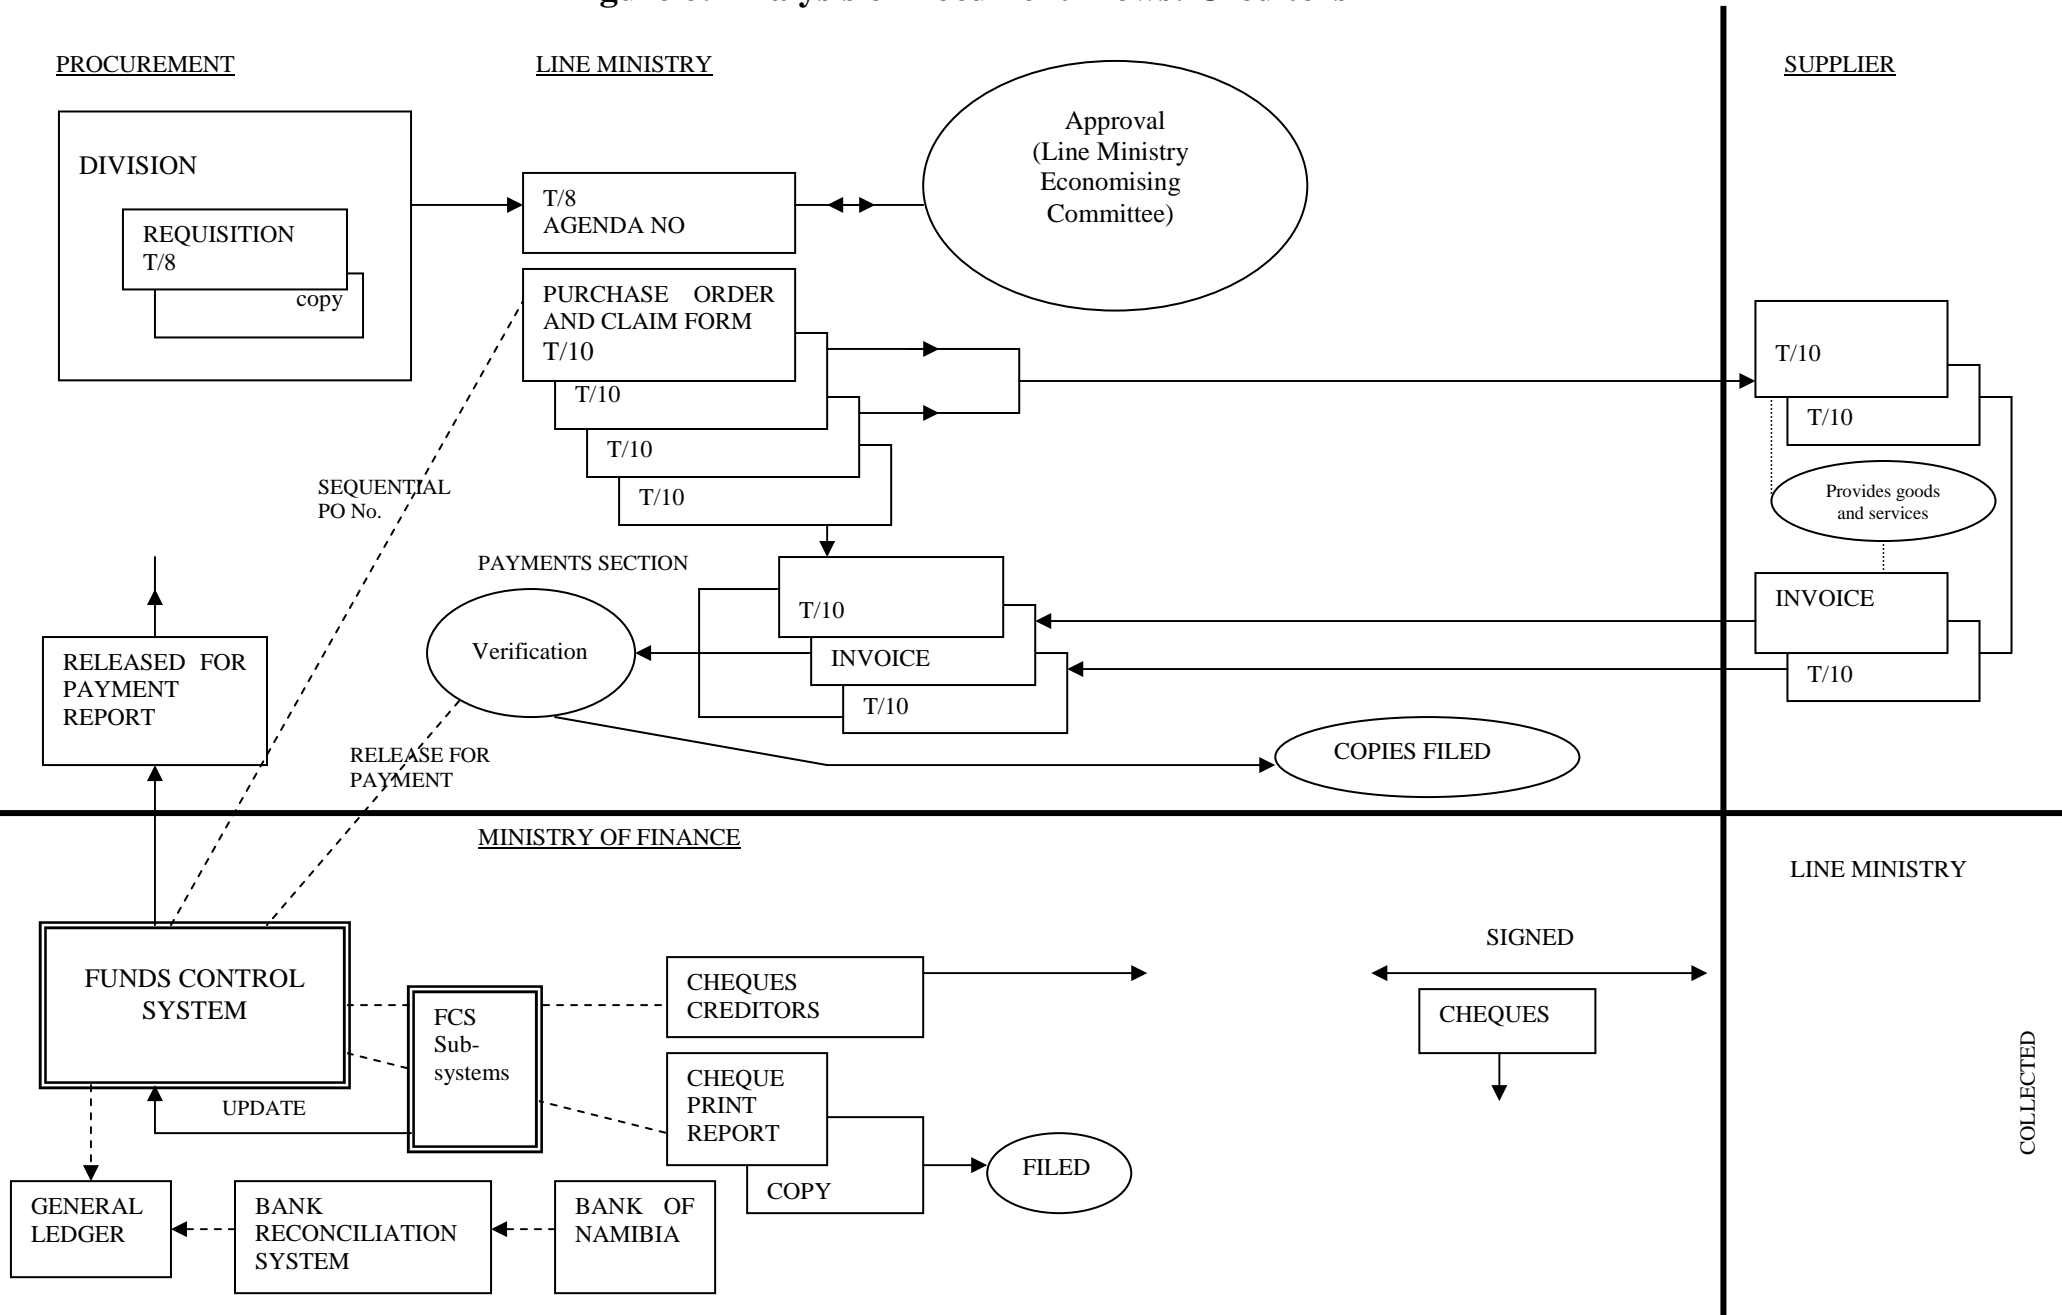 PROCUREMENT
LINE MINISTRY
SUPPLIER
DIVISION
REQUISITION
T/8
copy
T/8
AGENDA NO
Approval
(Line Ministry
Economising
Committee)
PURCHASE ORDER
AND CLAIM FORM
T/10
T/10
T/10
T/10
T/10
T/10
Provides goods
and services
SEQUENTIAL
PO No.
PAYMENTS SECTION
T/10
INVOICE
T/10
Verification
INVOICE
T/10
RELEASED FOR
PAYMENT
REPORT
RELEASE FOR
PAYMENT
COPIES FILED
MINISTRY OF FINANCE
LINE MINISTRY
FUNDS CONTROL
SYSTEM
FCS
Sub-
systems
CHEQUES
CREDITORS
SIGNED
CHEQUES
COLLECTED
UPDATE
CHEQUE
PRINT
REPORT
COPY
FILED
GENERAL
LEDGER
BANK
RECONCILIATION
SYSTEM
BANK OF
NAMIBIA